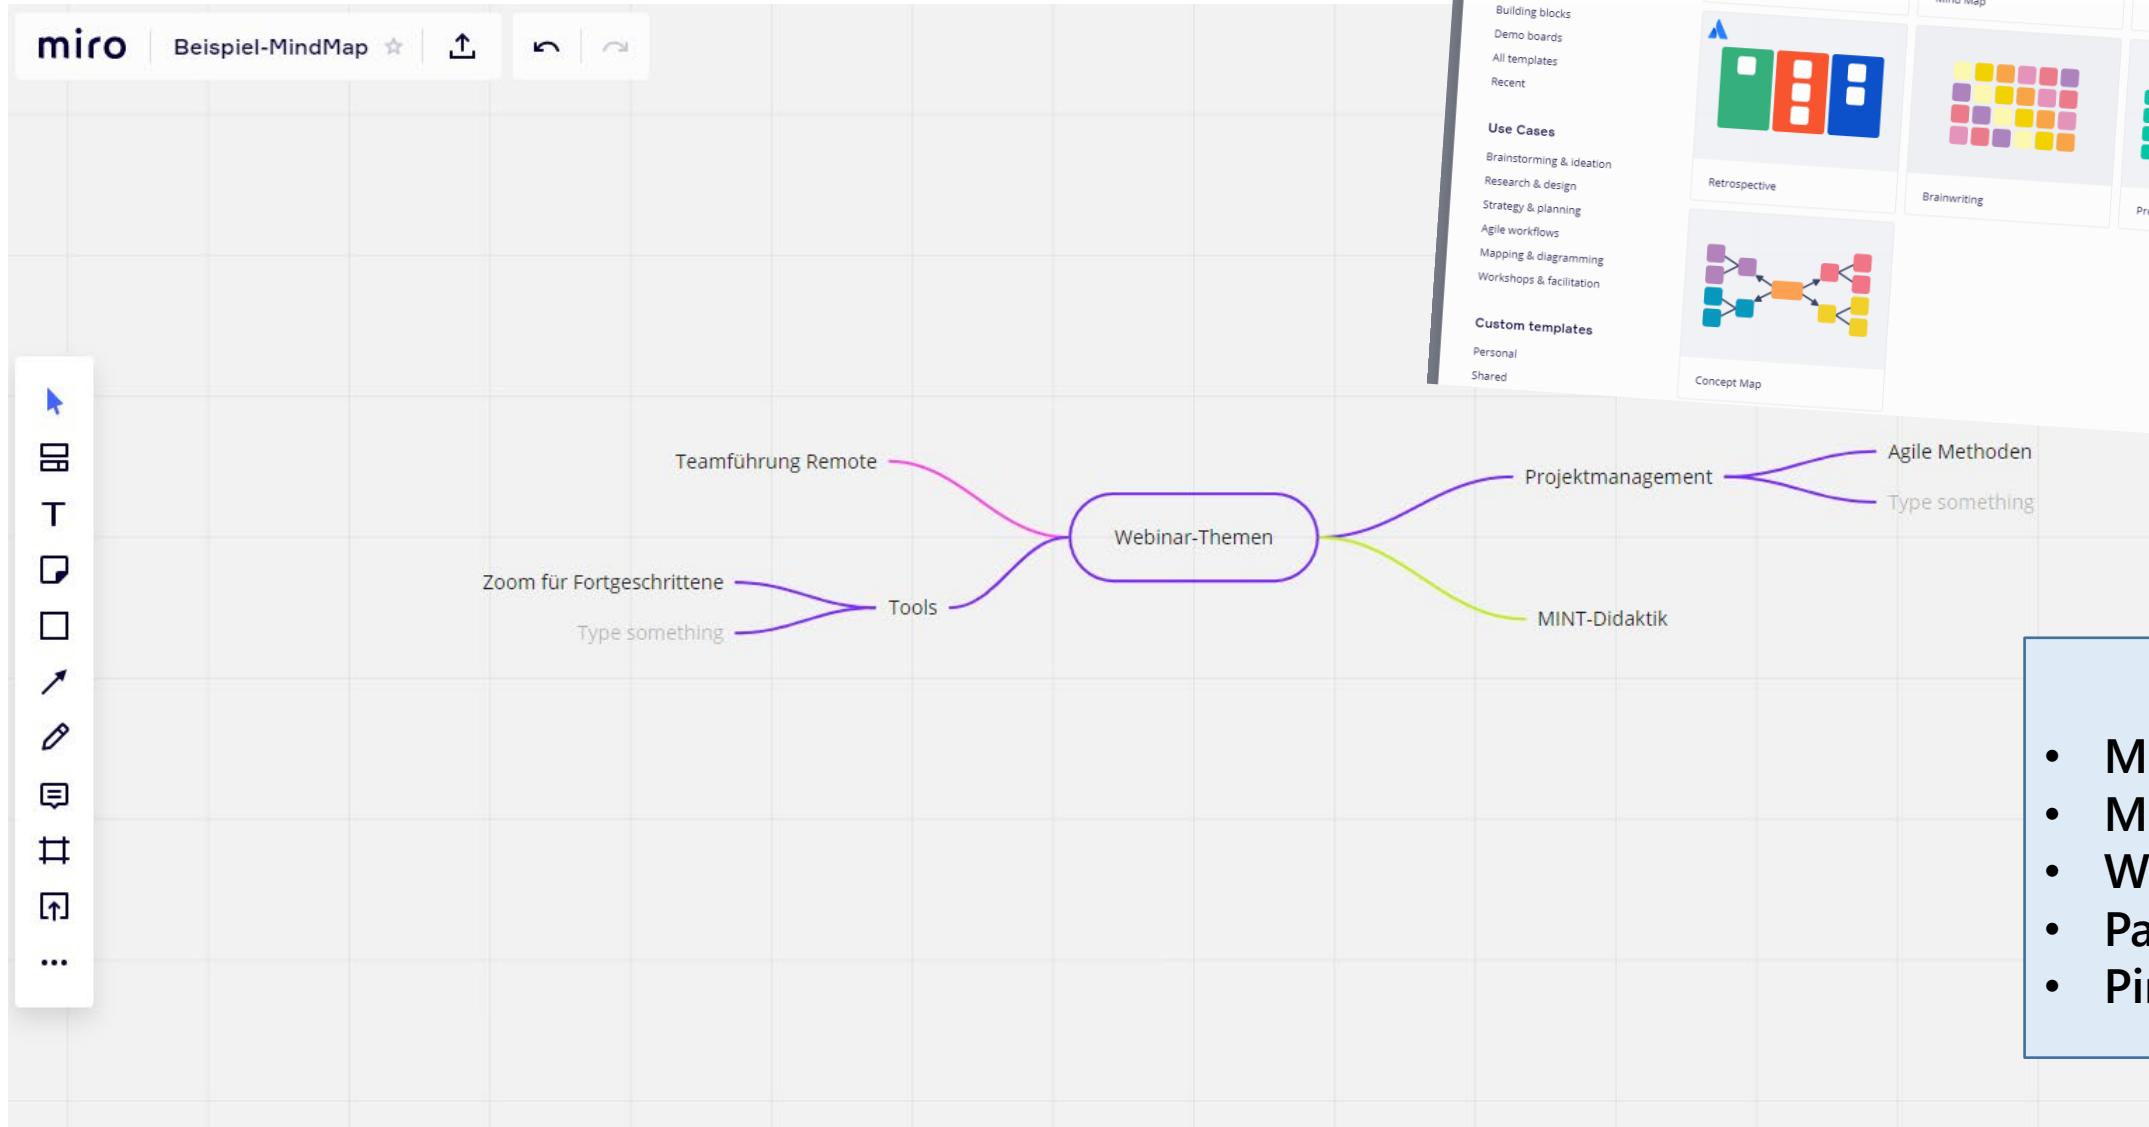 miro
Beispiel-MindMap
Building blocks
Demo boards
All templates
Recent
Use Cases
Brainstorming & ideation
Research & design
Strategy & planning
Agile workflows
Mapping & diagramming
Workshops & facilitation
Custom templates
Personal
Shared
Mind Map
Retrospective
Brainwriting
Concept Map
Teamführung Remote
Zoom für Fortgeschrittene
Type something
Tools
Webinar-Themen
Projektmanagement
Agile Methoden
Type something
MINT-Didaktik